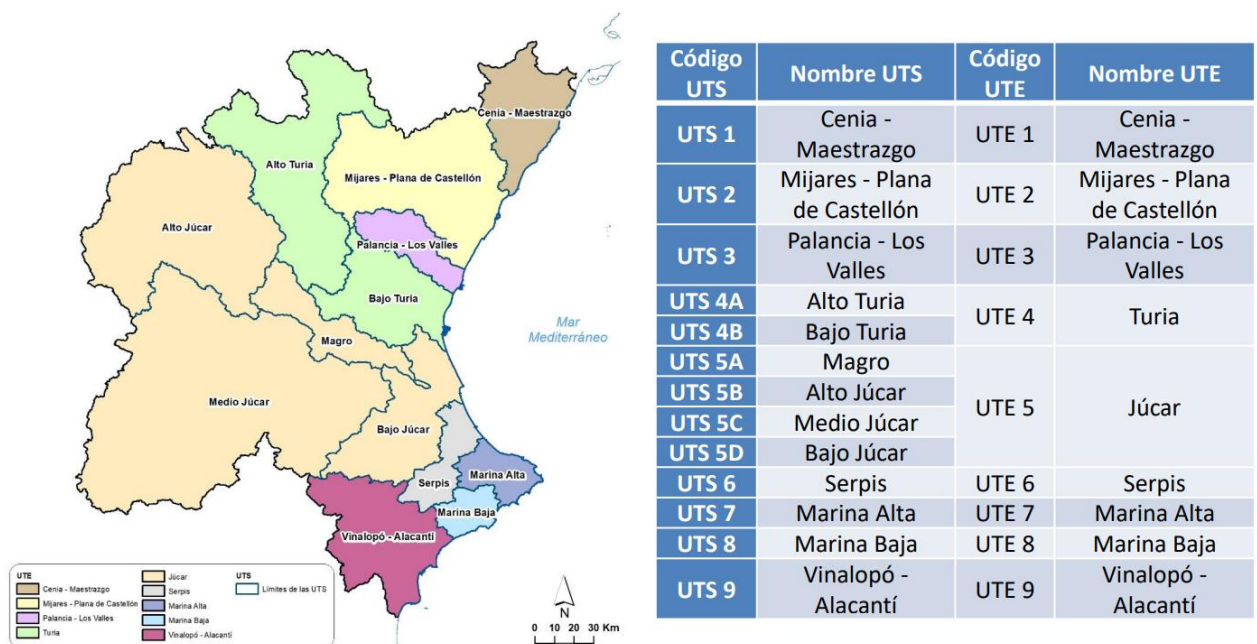 Cenia - Maestrazgo
Alto Turia
Mijares - Plana de Castellón
Alto Júcar
Palancia - Los Valles
Bajo Turia
Mar
Mediterráneo
Magro
Medio Júcar
Bajo Júcar
Marina Alta
Serpis
Marina Baja
Vinalopó - Alacantí
UTE
Cenia - Maestrazgo
Mijares - Plana de Castellón
Palancia - Los Valles
Turia
Júcar
Serpis
Marina Alta
Marina Baja
Vinalopó - Alacantí
UTS
Límites de las UTS
N
0 10 20 30 Km
Código UTS Nombre UTS Código UTE Nombre UTE
UTS 1 Cenia - Maestrazgo UTE 1 Cenia - Maestrazgo
UTS 2 Mijares - Plana de Castellón UTE 2 Mijares - Plana de Castellón
UTS 3 Palancia - Los Valles UTE 3 Palancia - Los Valles
UTS 4A Alto Turia UTE 4 Turia
UTS 4B Bajo Turia
UTS 5A Magro UTE 5 Júcar
UTS 5B Alto Júcar
UTS 5C Medio Júcar
UTS 5D Bajo Júcar
UTS 6 Serpis UTE 6 Serpis
UTS 7 Marina Alta UTE 7 Marina Alta
UTS 8 Marina Baja UTE 8 Marina Baja
UTS 9 Vinalopó - Alacantí UTE 9 Vinalopó - Alacantí